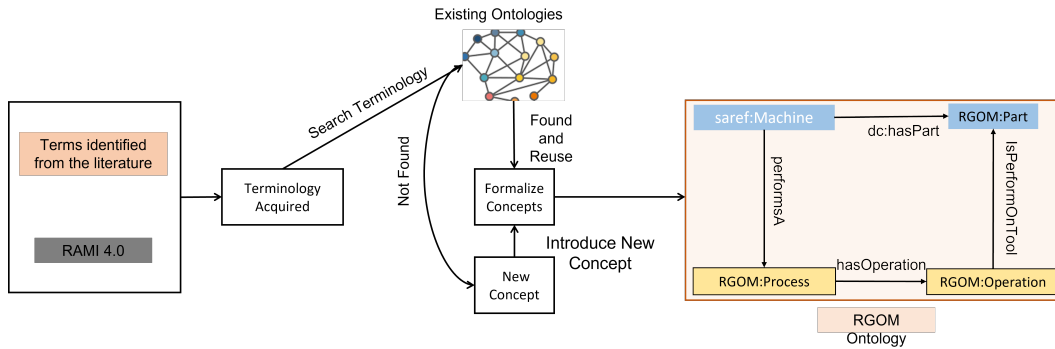 Existing Ontologies
Terms identified
from the literature
RAMI 4.0
Terminology
Acquired
Search Terminology
Not Found
Found
and
Reuse
Formalize
Concepts
Introduce New
Concept
New
Concept
saref:Machine
dc:hasPart
RGOM:Part
performsA
IsPerformOnTool
RGOM:Process
hasOperation
RGOM:Operation
RGOM
Ontology